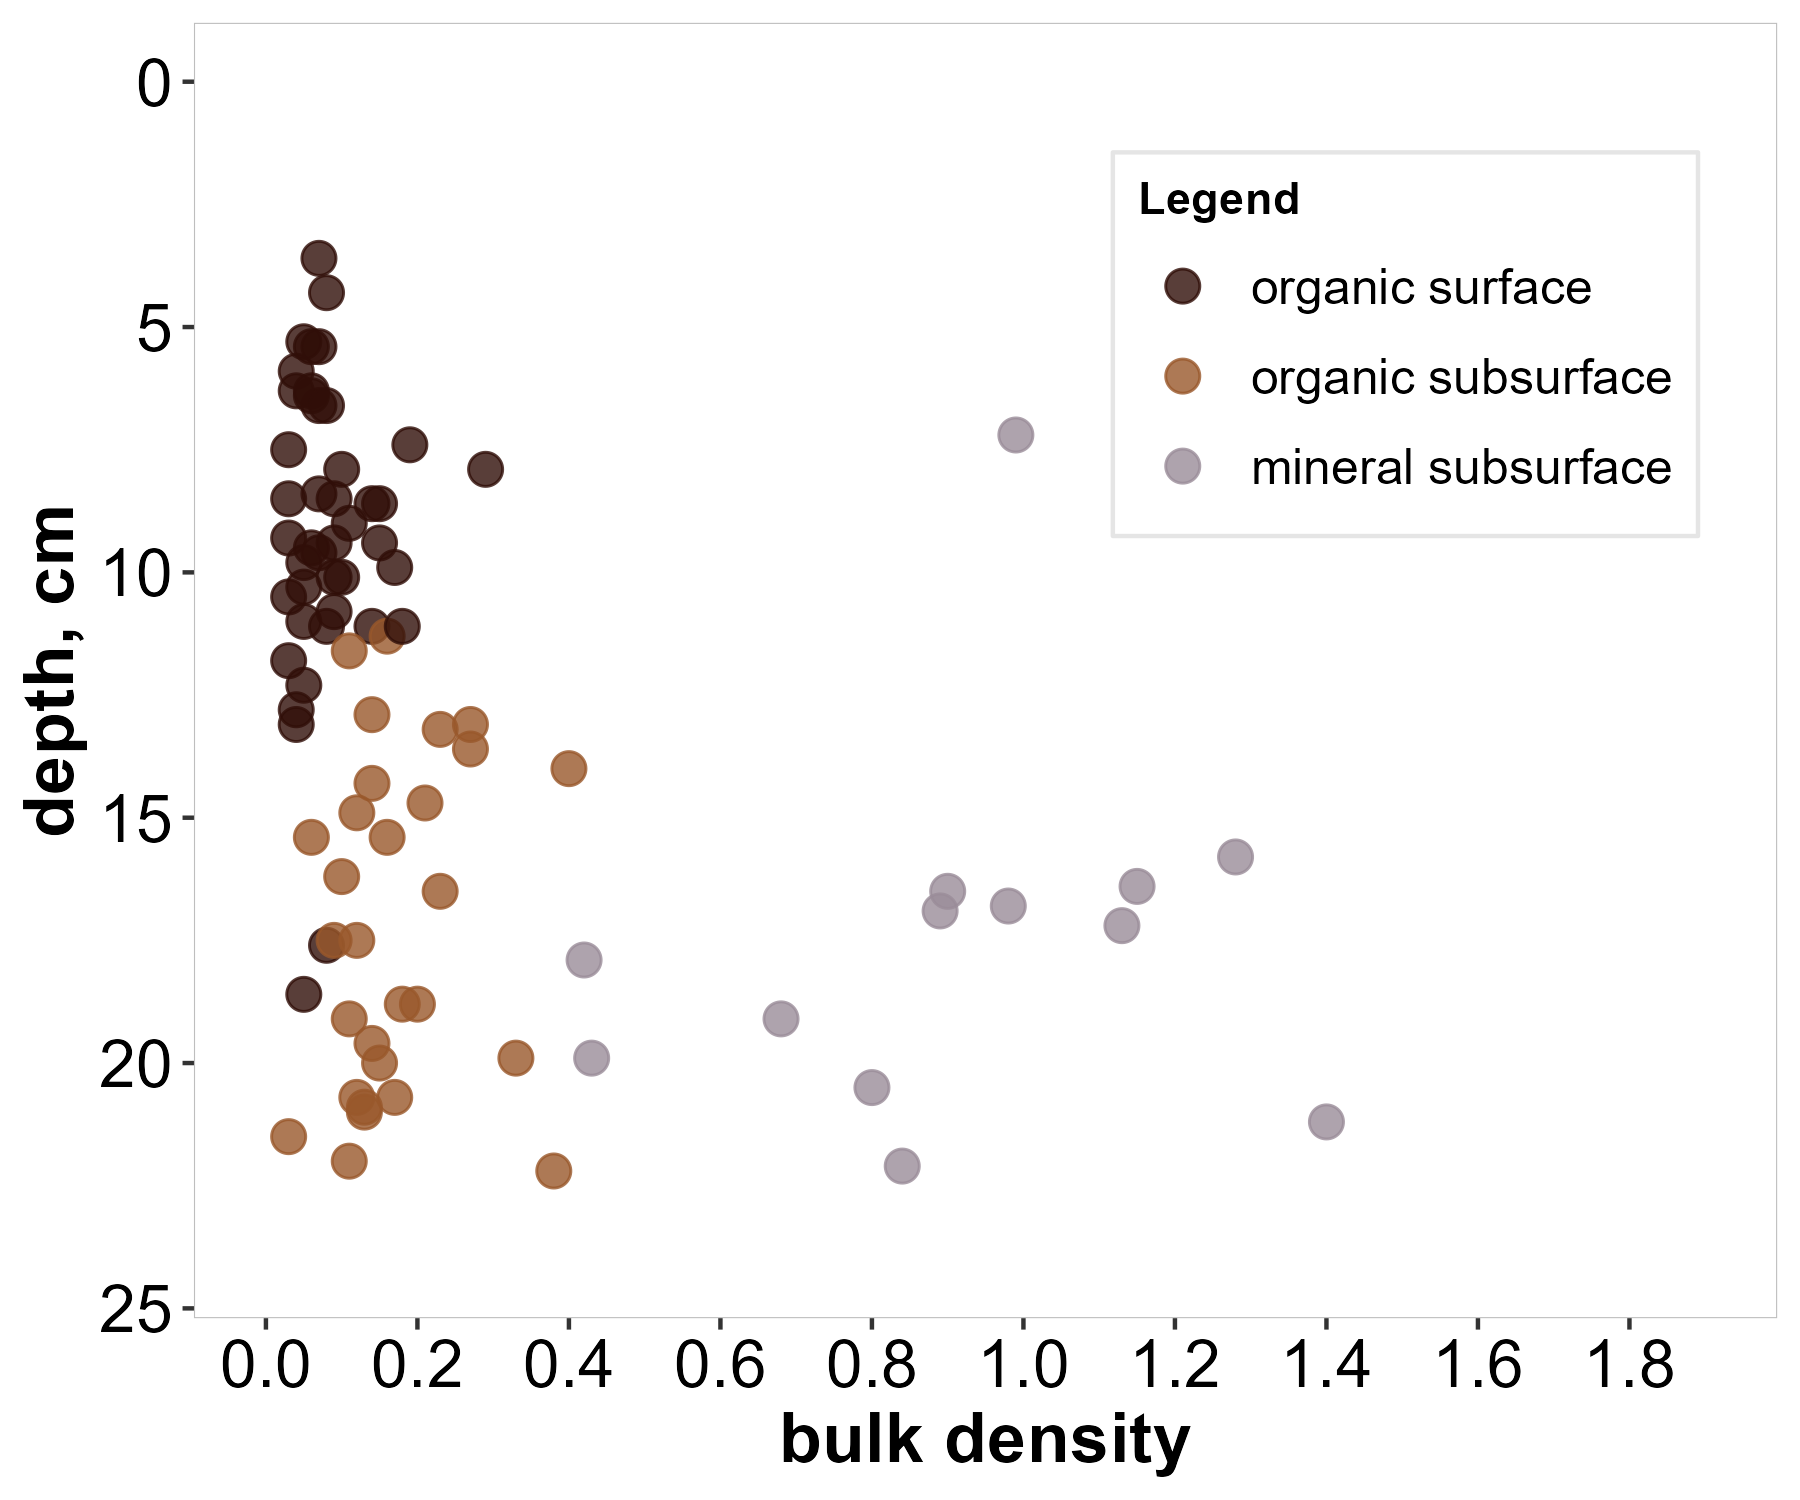 0
5
10
15
20
25
depth, cm
Legend
organic surface
organic subsurface
mineral subsurface
0.0 0.2 0.4 0.6 0.8 1.0 1.2 1.4 1.6 1.8
bulk density